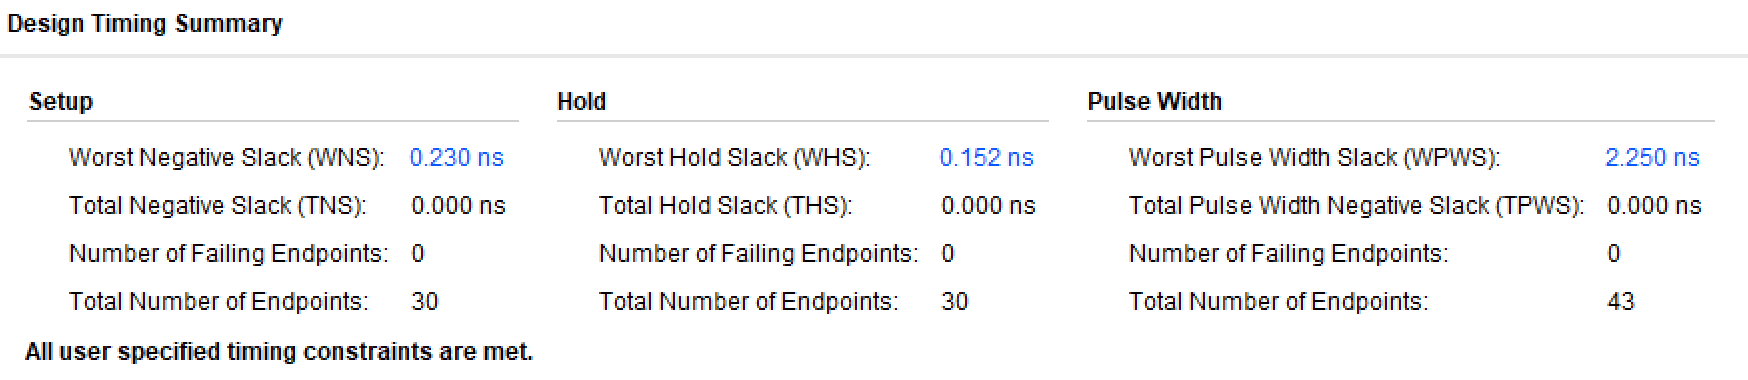 Design Timing Summary
Setup
Hold
Pulse Width
Worst Negative Slack (WNS): 0.230 ns
Worst Hold Slack (WHS): 0.152 ns
Worst Pulse Width Slack (WPWS): 2.250 ns
Total Negative Slack (TNS): 0.000 ns
Total Hold Slack (THS): 0.000 ns
Total Pulse Width Negative Slack (TPWS): 0.000 ns
Number of Failing Endpoints: 0
Number of Failing Endpoints: 0
Number of Failing Endpoints: 0
Total Number of Endpoints: 30
Total Number of Endpoints: 30
Total Number of Endpoints: 43
All user specified timing constraints are met.